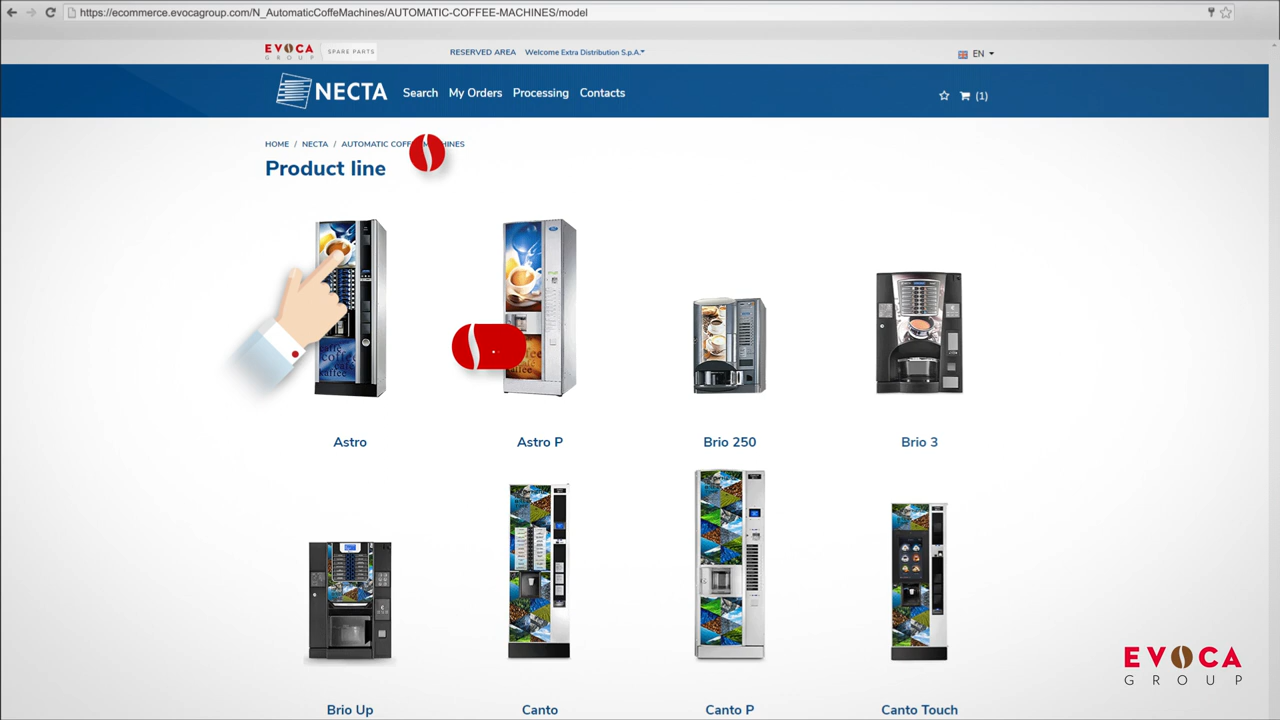 https://ecommerce.evocagroup.com/N_AutomaticCoffeMachines/AUTOMATIC-COFFEE-MACHINES/model
EVOCA GROUP SPARE PARTS RESERVED AREA Welcome Extra Distribution S.p.A. EN
NECTA Search My Orders Processing Contacts (1)
HOME / NECTA / AUTOMATIC COFF HINES
Product line
Astro Astro P Brio 250 Brio 3
Brio Up Canto Canto P Canto Touch
EVOCA
GROUP